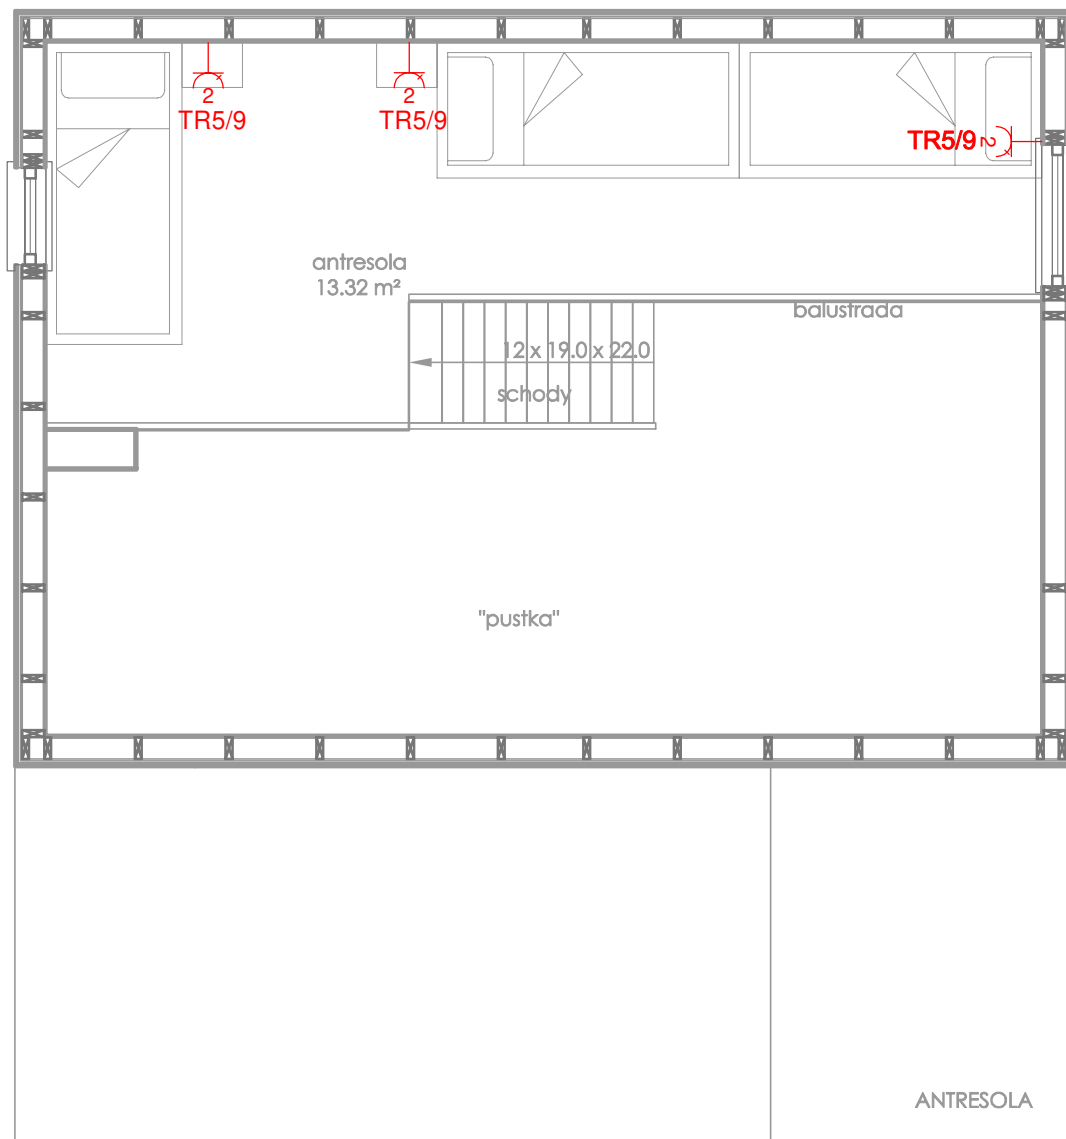 2
TR5/9
2
TR5/9
TR5/9 2
antresola
13.32 m²
balustrada
12 x 19.0 x 22.0
schody
"pustka"
ANTRESOLA